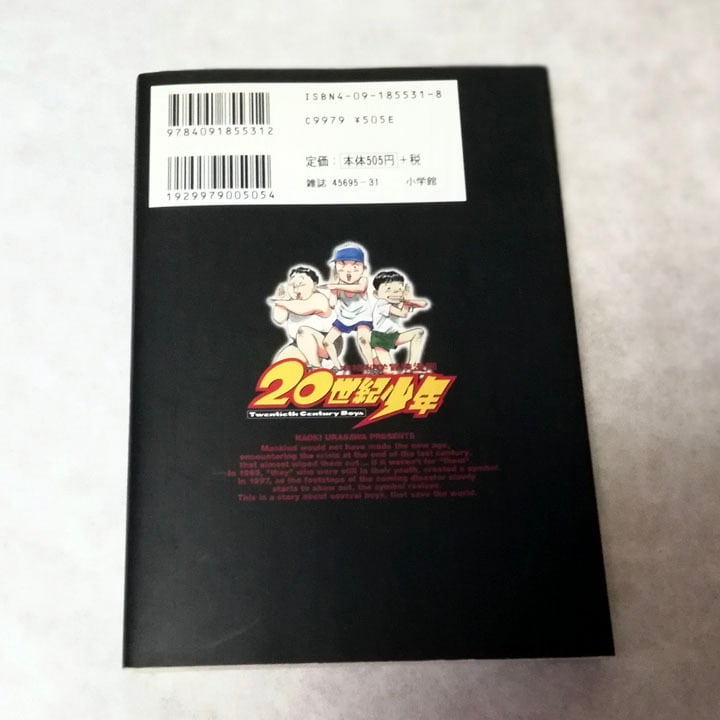 ISBN4-09-185531-8
C9979 ¥505E
9784091855312
定価： 本体505円 +税
雑誌 45695-31 小学館
1929979005054
20世紀少年
Twentieth Century Boys
NAOKI URASAWA PRESENTS
Mankind would not have made the new age,
encountering the crisis at the end of the last century,
that almost wiped them out ... if it weren't for "them".
In 1969, "they" who were still in their youth, created a symbol.
In 1997, as the footsteps of the coming disaster slowly
starts to show out, the symbol revives.
This is a story about several boys, that save the world.